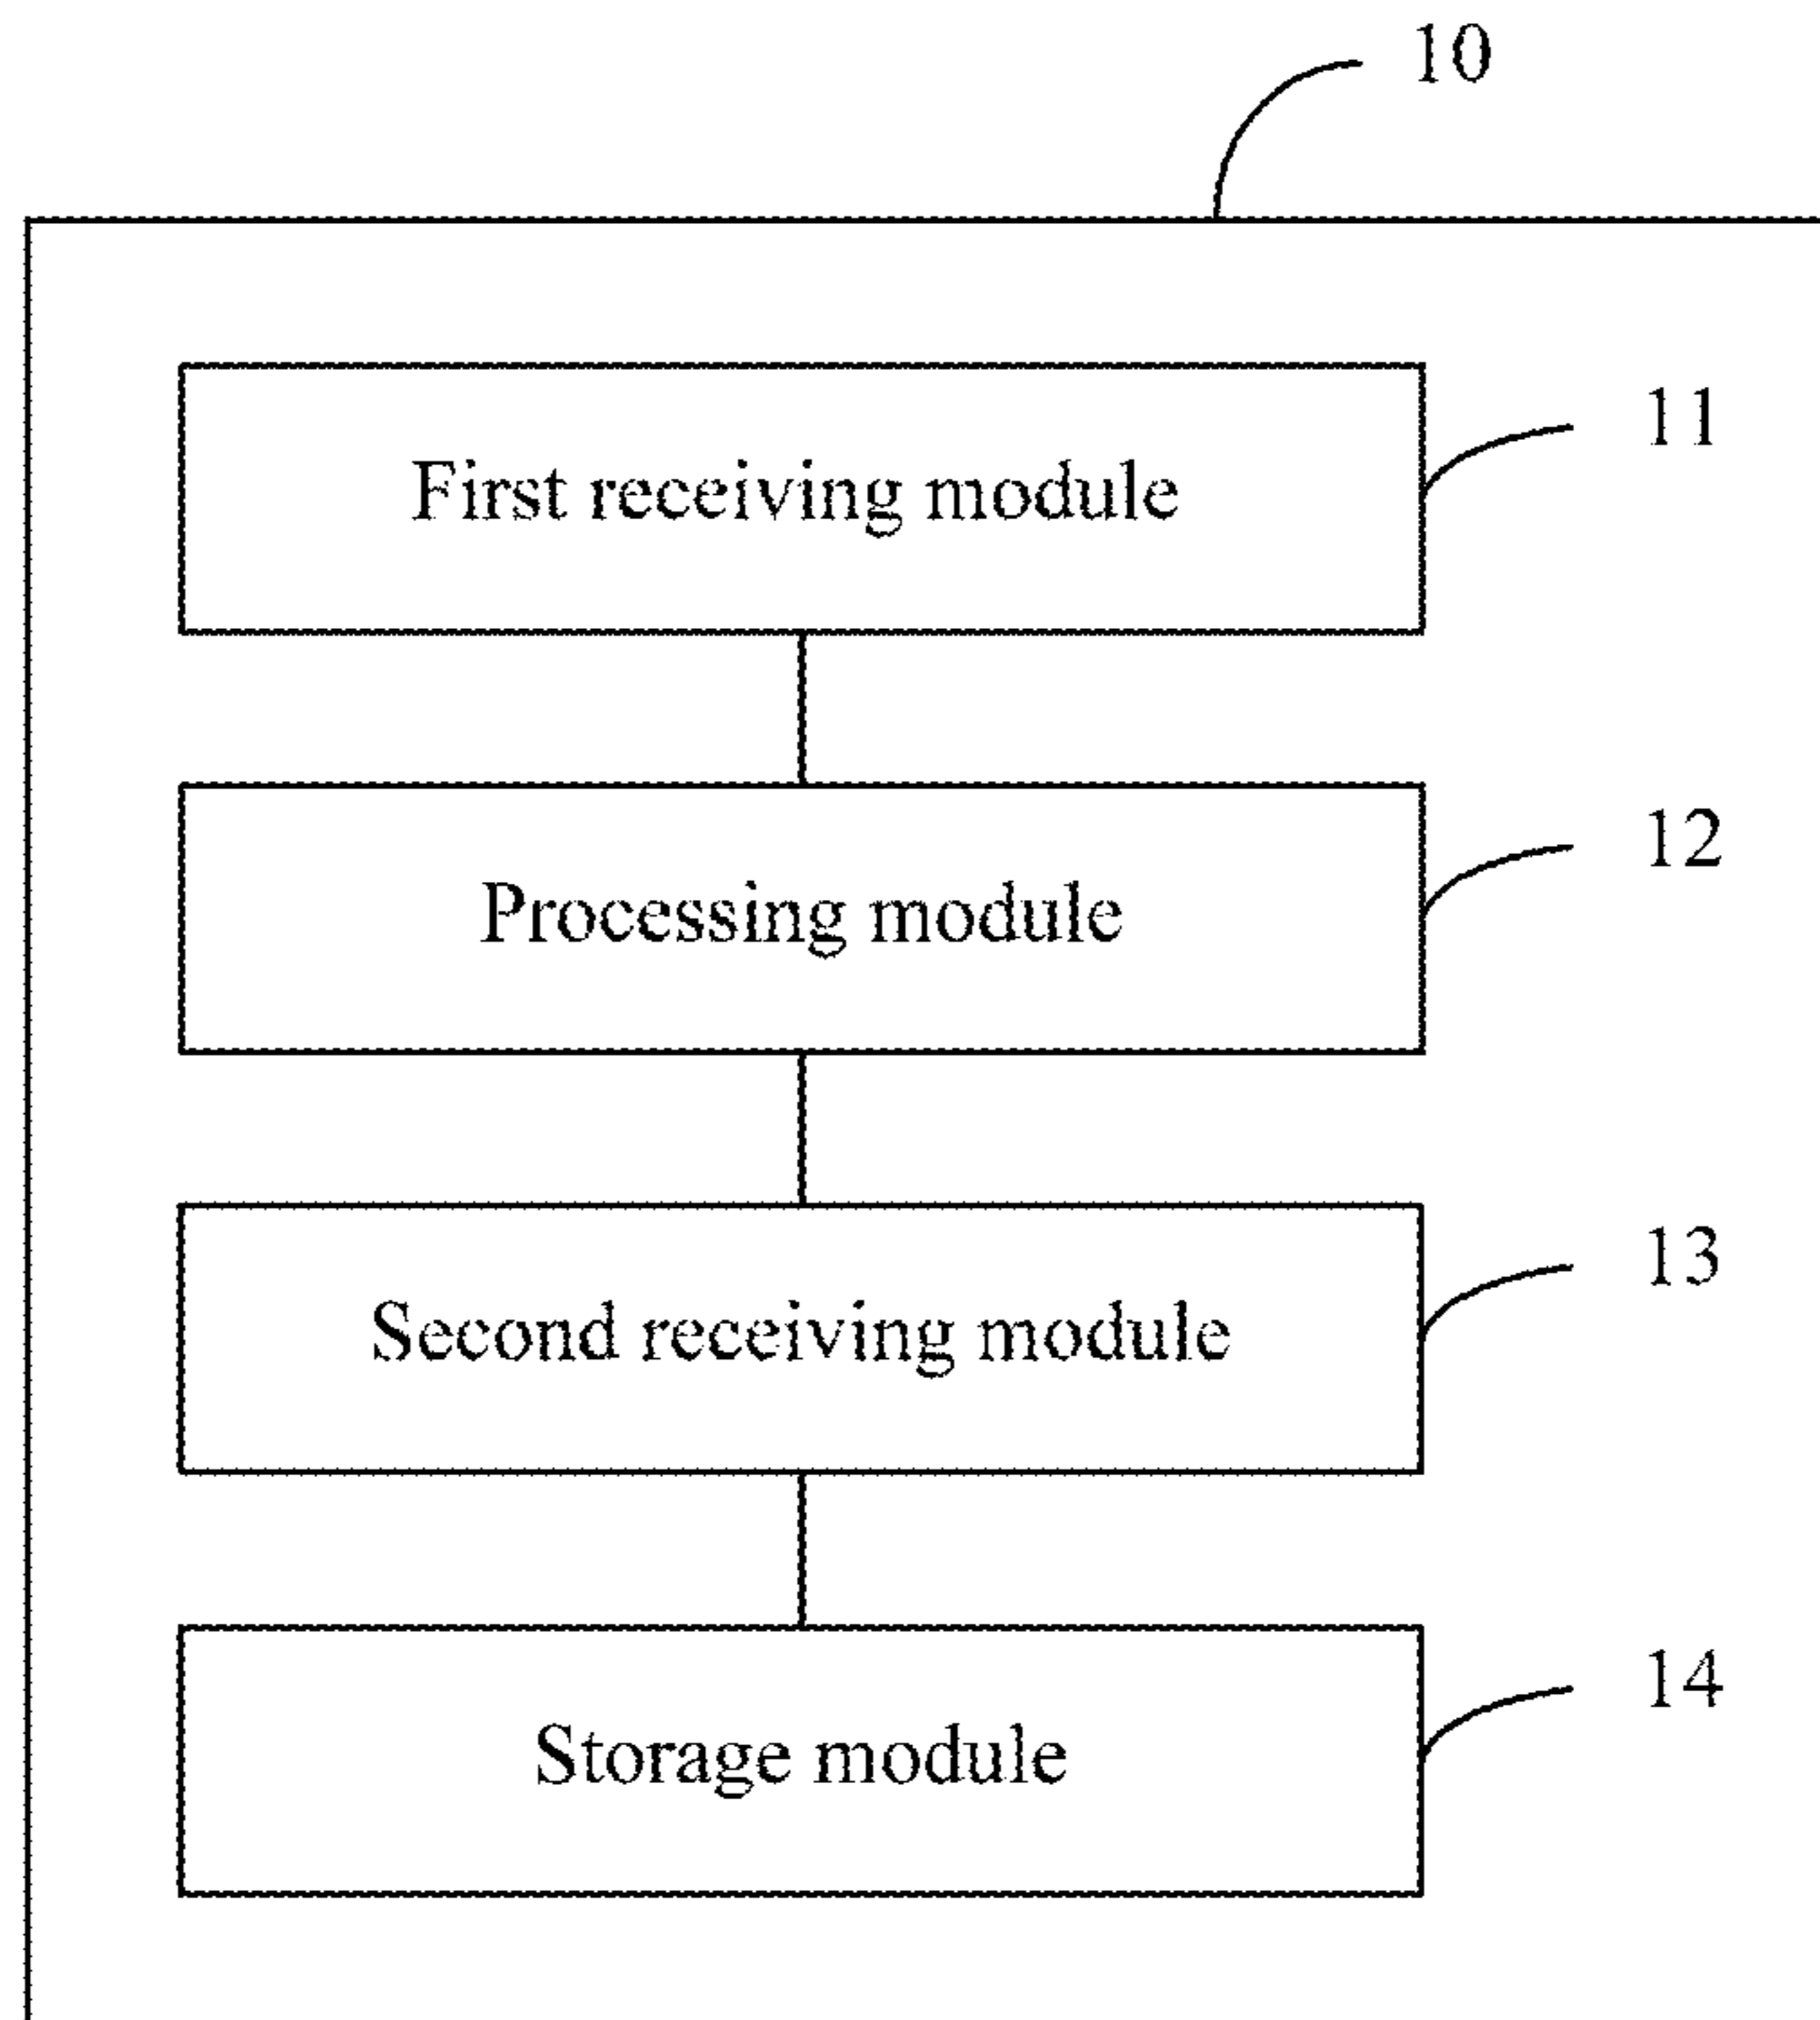 10
First receiving module
11
Processing module
12
Second receiving module
13
Storage module
14